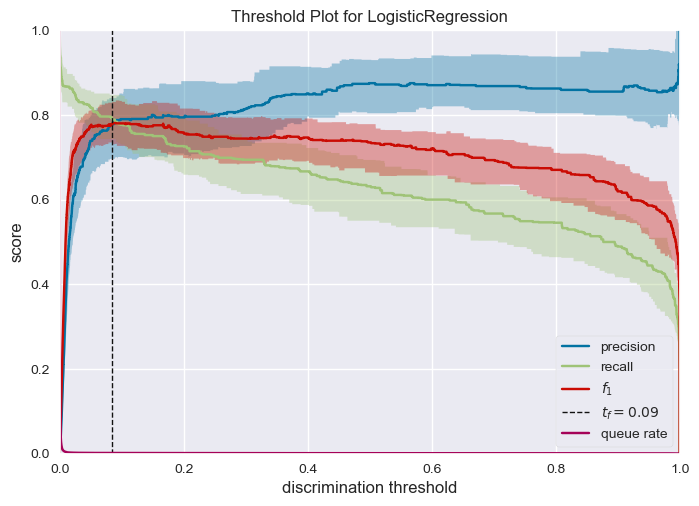 Threshold Plot for LogisticRegression
1.0
0.8
0.6
0.4
0.2
0.0
score
0.0 0.2 0.4 0.6 0.8 1.0
discrimination threshold
precision
recall
f₁
t_f = 0.09
queue rate